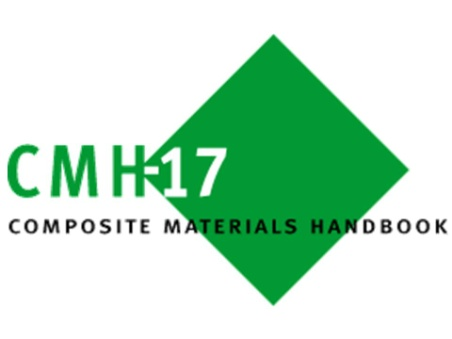 CMH-17
COMPOSITE MATERIALS HANDBOOK